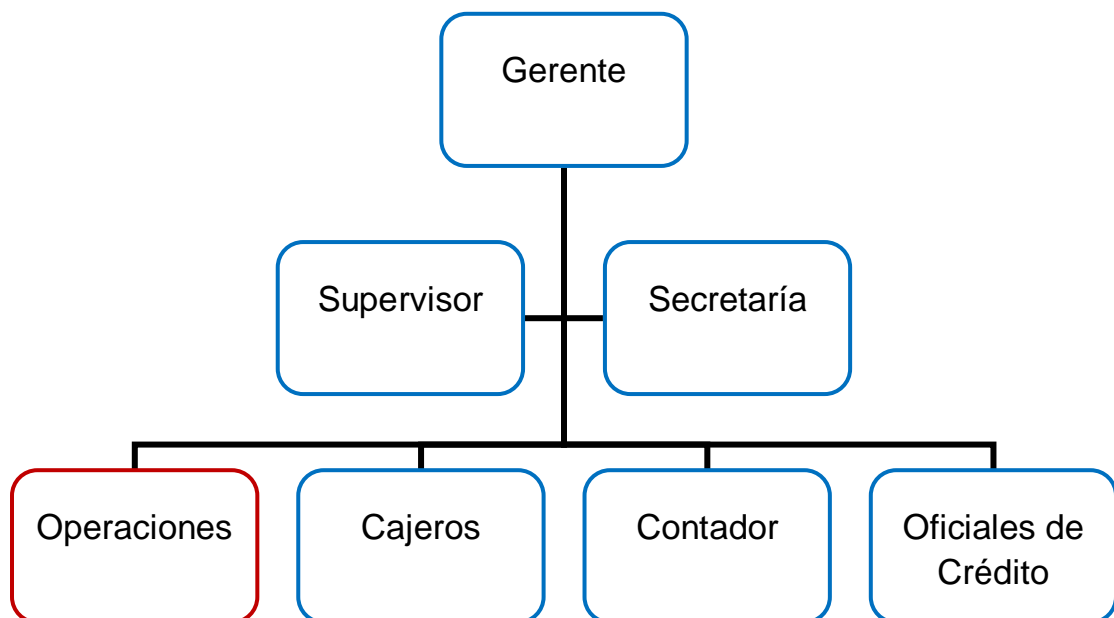 Gerente
Supervisor
Secretaría
Operaciones
Cajeros
Contador
Oficiales de
Crédito